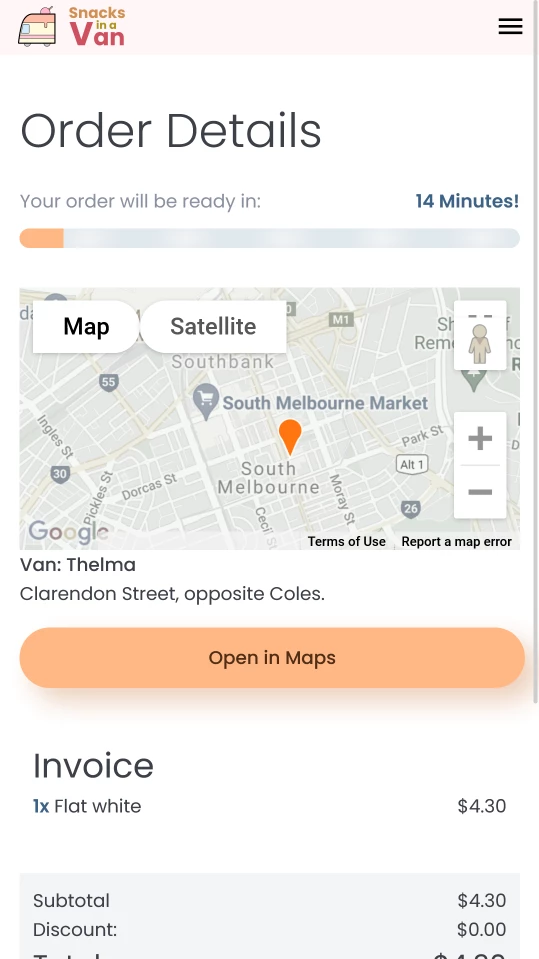 Snacks
in a
Van
Order Details
Your order will be ready in: 14 Minutes!
Map Satellite
M1
Southbank
55
South Melbourne Market
Ingles St
Park St
Alt 1
30
South
Melbourne
Pickles St
Dorcas St
Moray St
Cecil St
26
Google
Terms of Use Report a map error
Van: Thelma
Clarendon Street, opposite Coles.
Open in Maps
Invoice
1x Flat white $4.30
Subtotal $4.30
Discount: $0.00